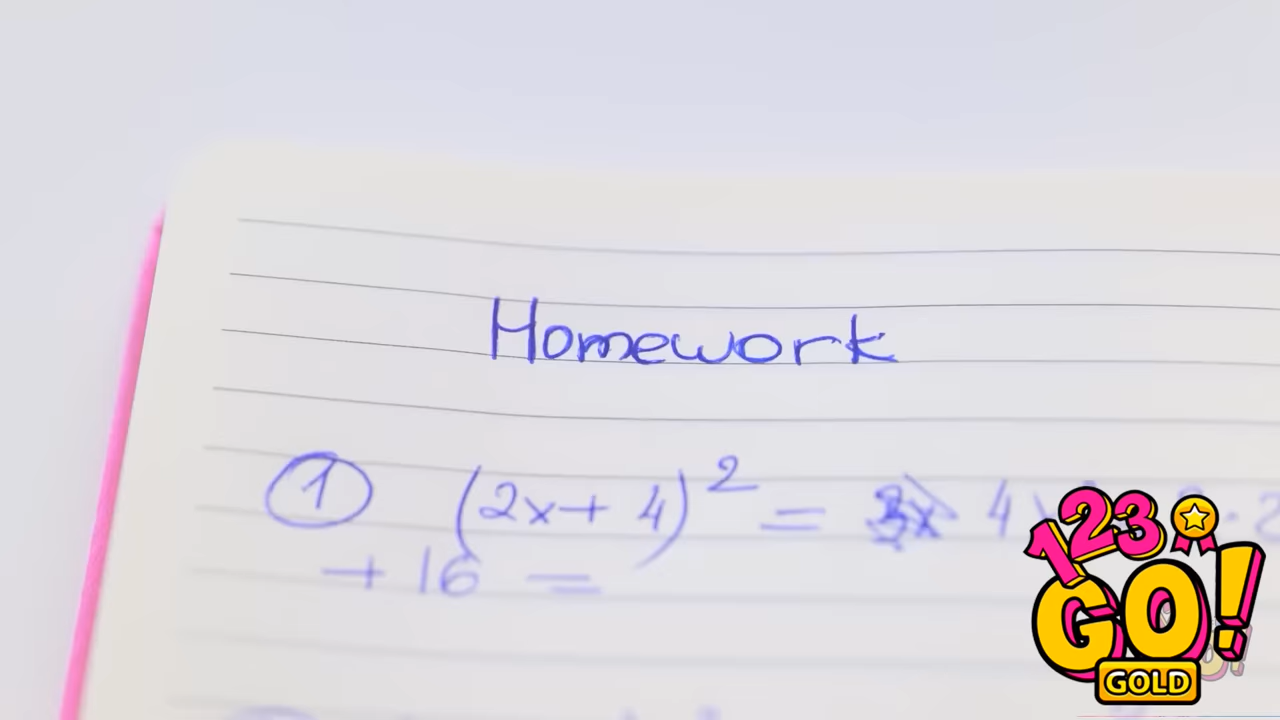 Homework
① (2x+4)² = 4
+16 =
123
GO!
GOLD